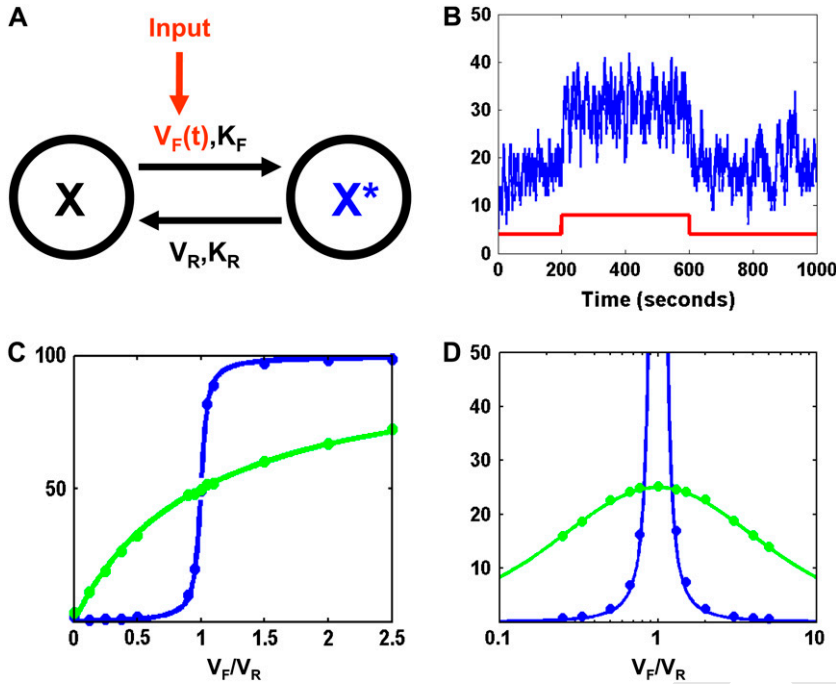 A
Input
V_F(t),K_F
X
X*
V_R,K_R
B
50
40
30
20
10
0
0 200 400 600 800 1000
Time (seconds)
C
100
50
0 0.5 1 1.5 2 2.5
V_F/V_R
D
50
40
30
20
10
0.1 1 10
V_F/V_R